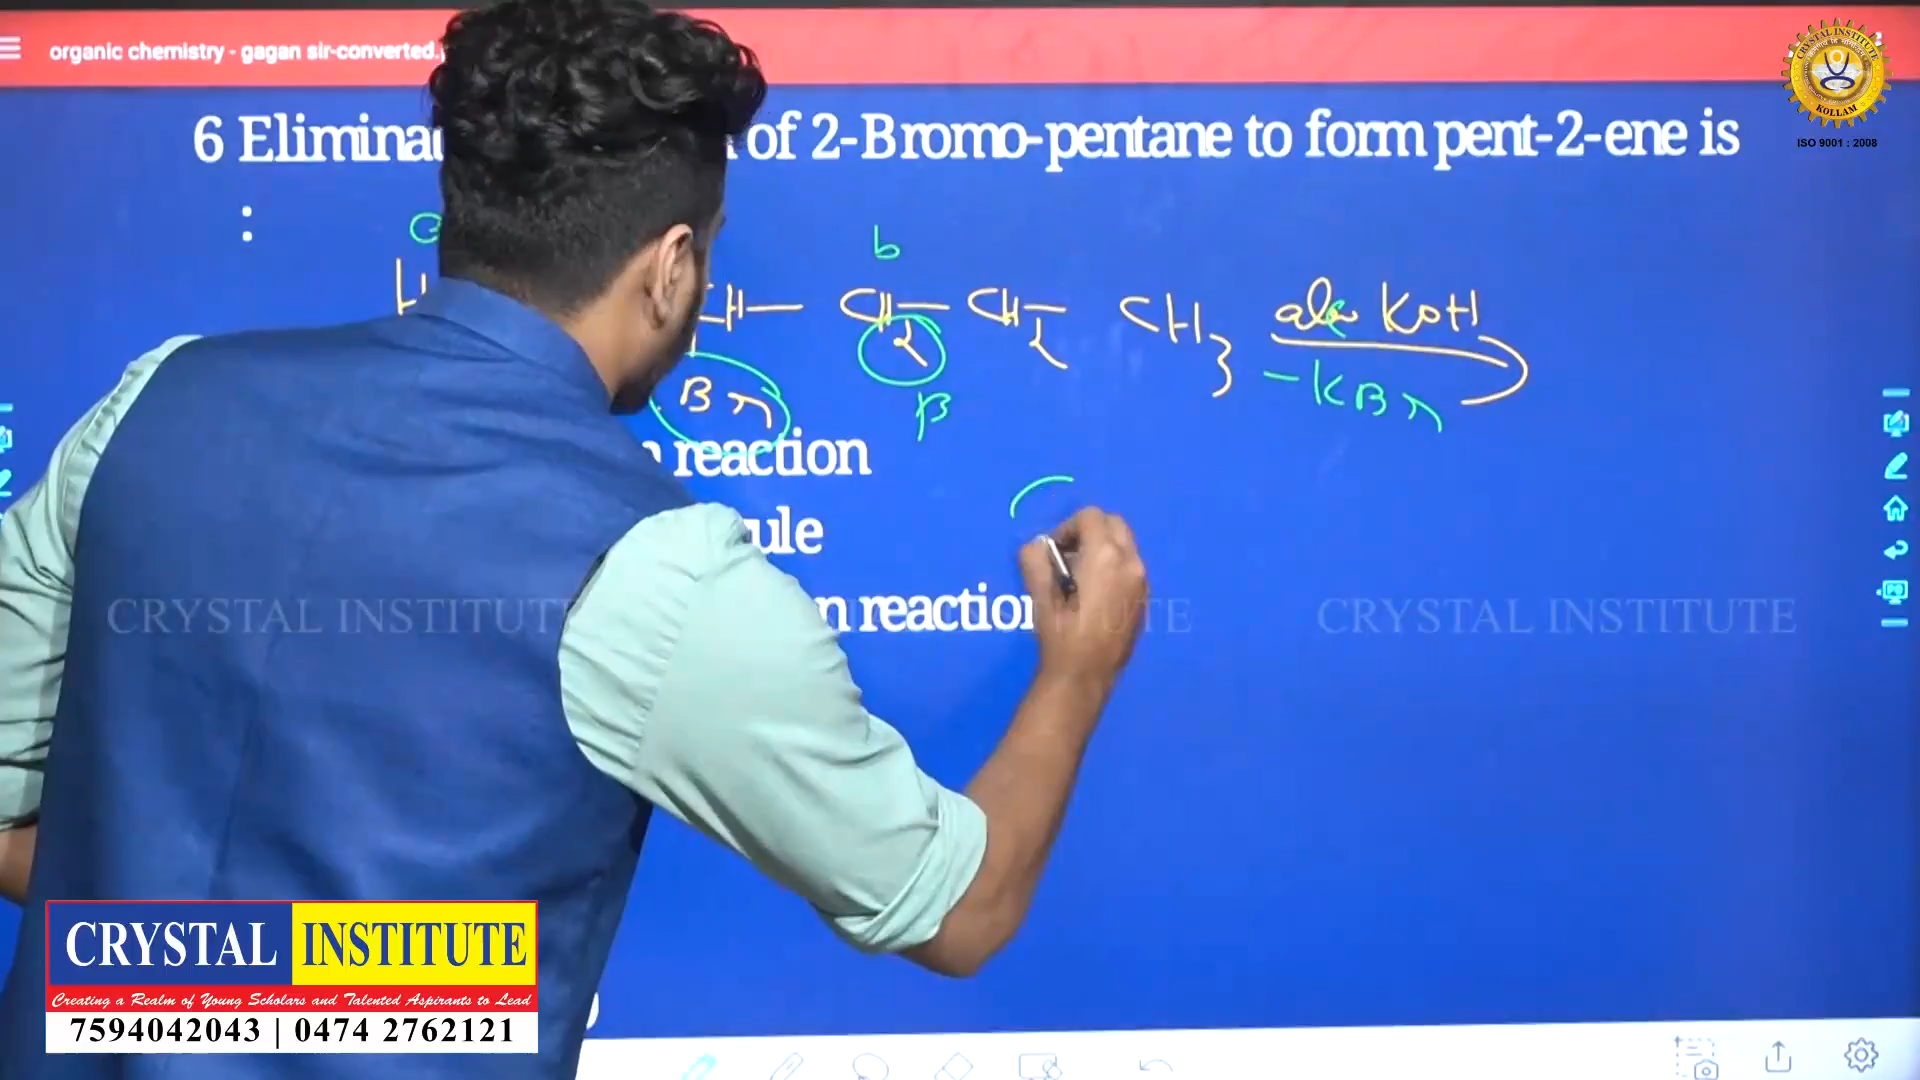 organic chemistry - gagan sir-converted.
6 Elimina of 2-Bromo-pentane to form pent-2-ene is
:
b
H CH — CH2 — CH2 — CH3 alc KOH
Br β - KBr
reaction
ule
n reaction
CRYSTAL INSTITUTE CRYSTAL INSTITUTE
CRYSTAL INSTITUTE
KOLLAM
ISO 9001 : 2008
CRYSTAL INSTITUTE
Creating a Realm of Young Scholars and Talented Aspirants to Lead
7594042043 | 0474 2762121